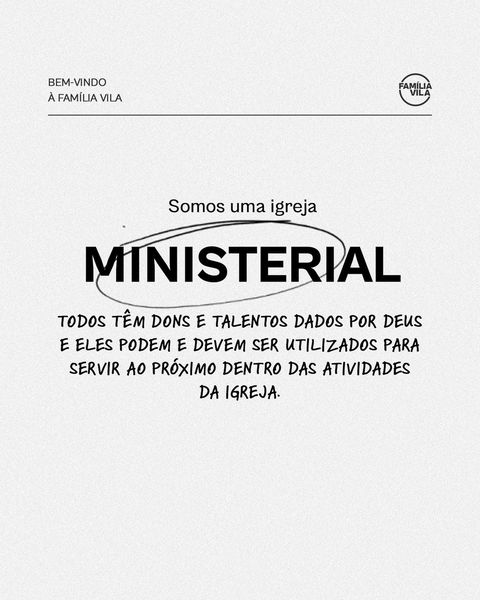 BEM-VINDO
À FAMÍLIA VILA
FAMÍLIA
VILA
Somos uma igreja
MINISTERIAL
TODOS TÊM DONS E TALENTOS DADOS POR DEUS
E ELES PODEM E DEVEM SER UTILIZADOS PARA
SERVIR AO PRÓXIMO DENTRO DAS ATIVIDADES
DA IGREJA.